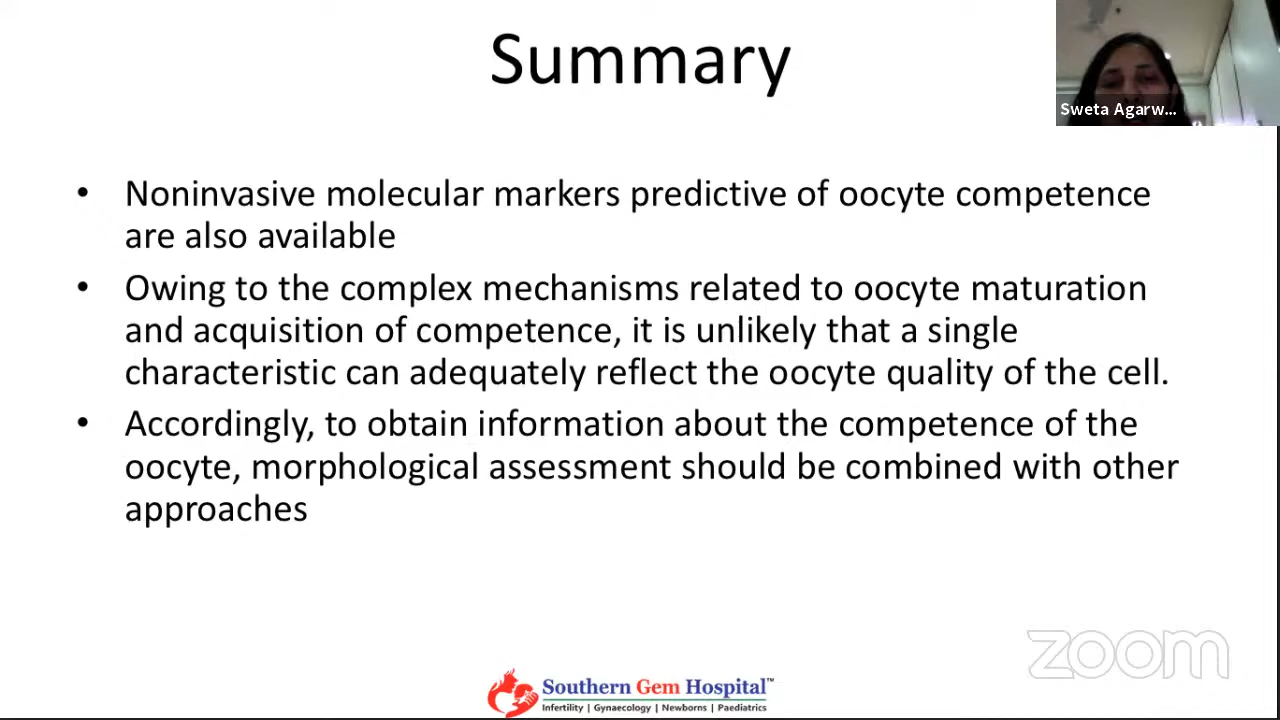 Summary
Sweta Agarw...
• Noninvasive molecular markers predictive of oocyte competence
are also available
• Owing to the complex mechanisms related to oocyte maturation
and acquisition of competence, it is unlikely that a single
characteristic can adequately reflect the oocyte quality of the cell.
• Accordingly, to obtain information about the competence of the
oocyte, morphological assessment should be combined with other
approaches
zoom
Southern Gem Hospital™
Infertility | Gynaecology | Newborns | Paediatrics